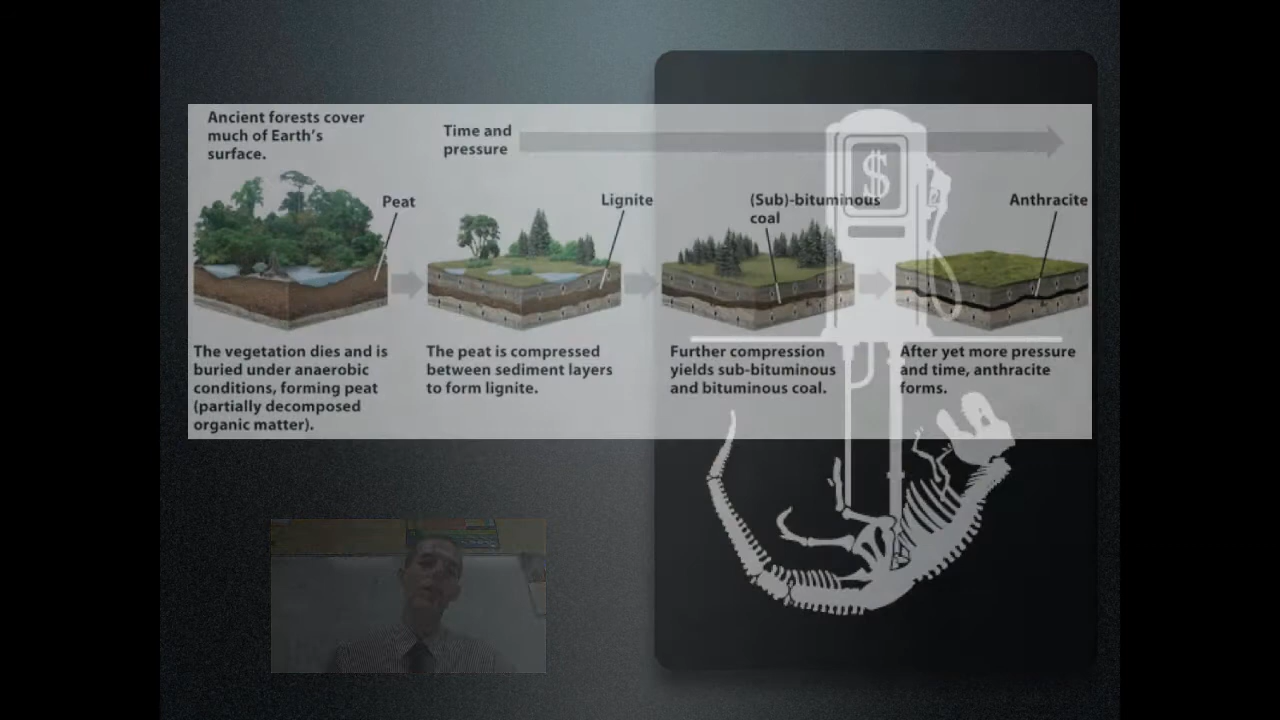 Ancient forests cover
much of Earth's
surface.
Time and
pressure
Peat
Lignite
(Sub)-bituminous
coal
Anthracite
$
The vegetation dies and is
buried under anaerobic
conditions, forming peat
(partially decomposed
organic matter).
The peat is compressed
between sediment layers
to form lignite.
Further compression
yields sub-bituminous
and bituminous coal.
After yet more pressure
and time, anthracite
forms.